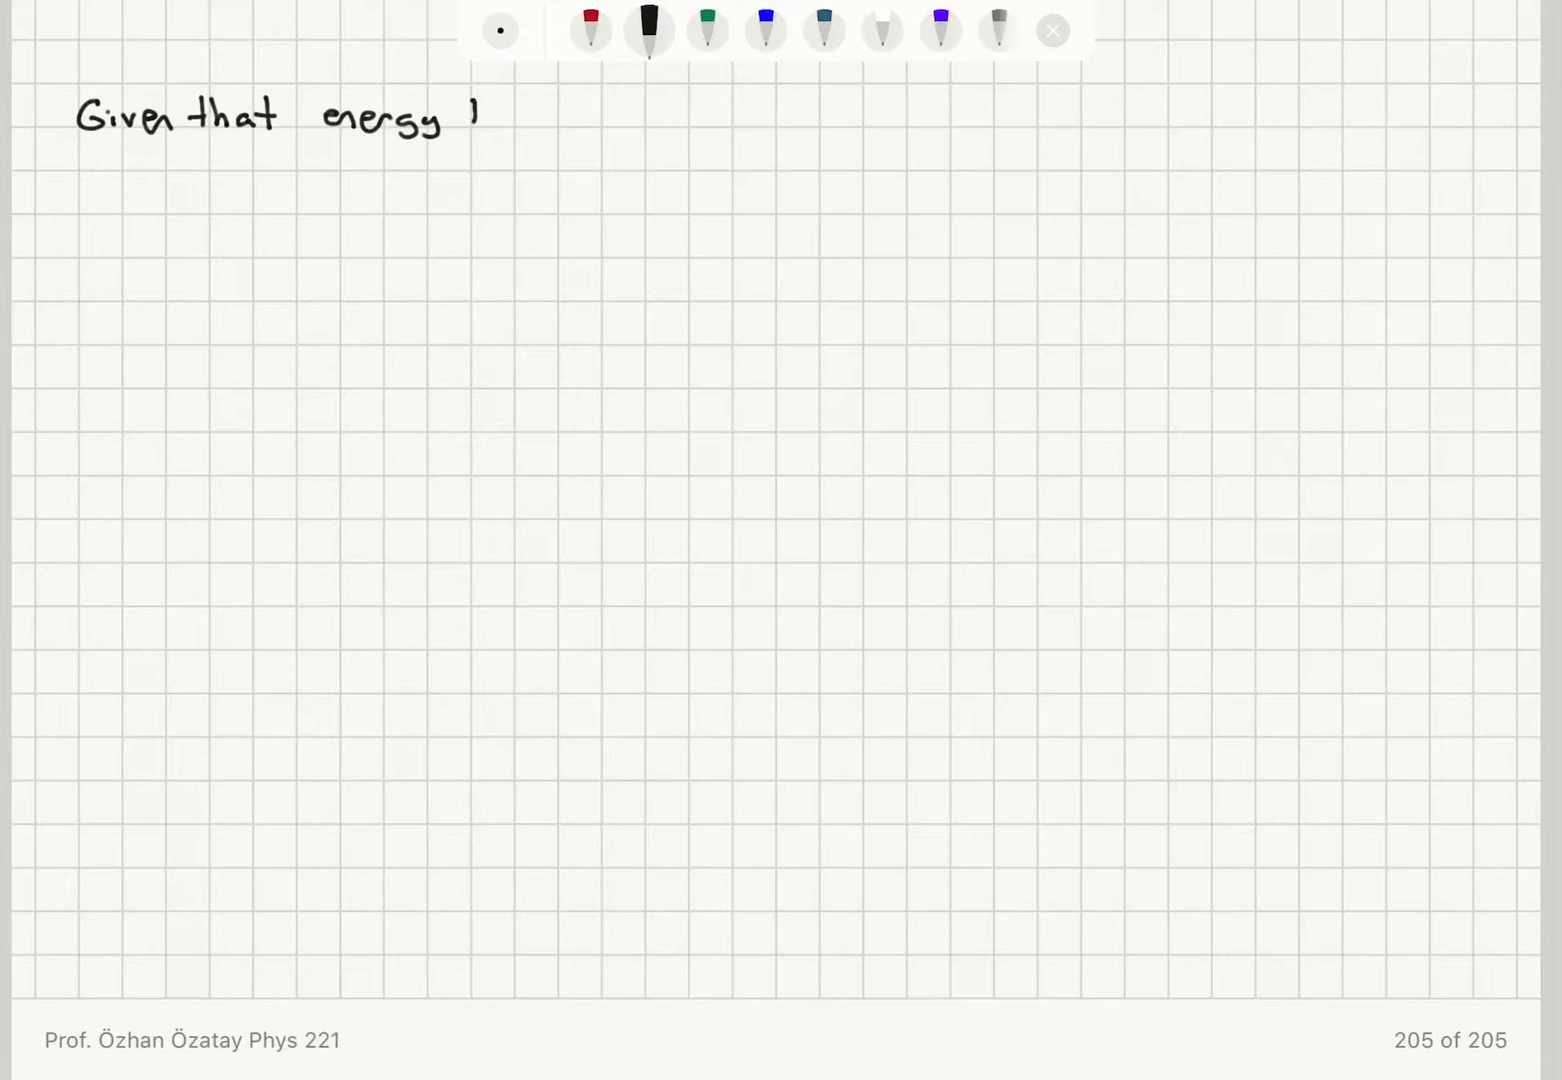 Given that energy
Prof. Özhan Özatay Phys 221
205 of 205